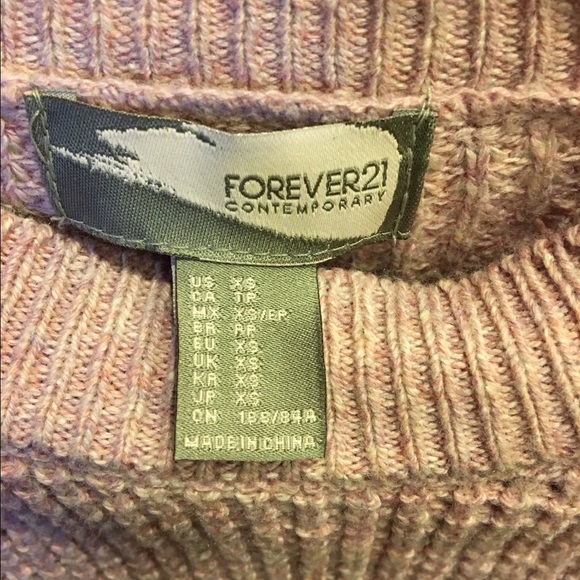 FOREVER21
CONTEMPORARY
US XS
CA TP
MX XS/EP
BR PP
EU XS
UK XS
KR XS
JP XS
CN 155/84A
MADE IN CHINA